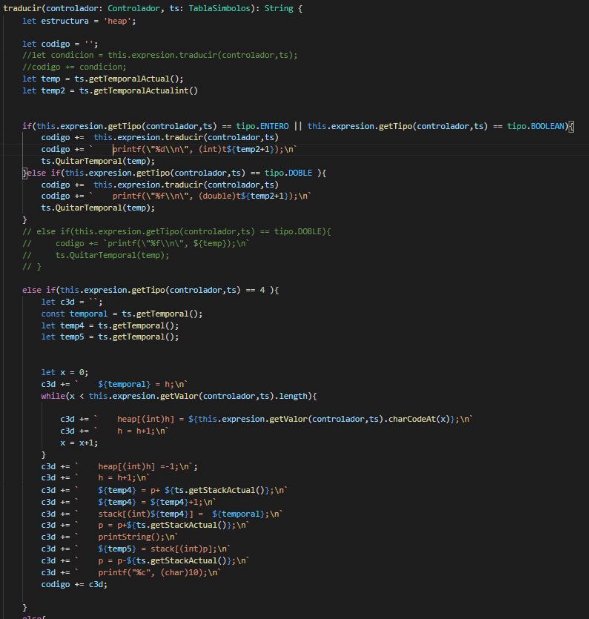 traducir(controlador: Controlador, ts: TablaSimbolos): String {
let estructura = 'heap';
let codigo = '';
//let condicion = this.expresion.traducir(controlador,ts);
//codigo += condicion;
let temp = ts.getTemporalActual();
let temp2 = ts.getTemporalActualint()
if(this.expresion.getTipo(controlador,ts) == tipo.ENTERO || this.expresion.getTipo(controlador,ts) == tipo.BOOLEAN){
codigo += this.expresion.traducir(controlador,ts)
codigo += `    printf(\"%d\\n\", (int)t${temp2+1});\n`
ts.QuitarTemporal(temp);
}else if(this.expresion.getTipo(controlador,ts) == tipo.DOBLE ){
codigo += this.expresion.traducir(controlador,ts)
codigo += `    printf(\"%f\\n\", (double)t${temp2+1});\n`
ts.QuitarTemporal(temp);
}
// else if(this.expresion.getTipo(controlador,ts) == tipo.DOBLE){
//     codigo += `printf(\"%f\\n\", ${temp});\n`
//     ts.QuitarTemporal(temp);
// }
else if(this.expresion.getTipo(controlador,ts) == 4 ){
let c3d = ``;
const temporal = ts.getTemporal();
let temp4 = ts.getTemporal();
let temp5 = ts.getTemporal();
let x = 0;
c3d += `    ${temporal} = h;\n`
while(x < this.expresion.getValor(controlador,ts).length){
c3d += `    heap[(int)h] = ${this.expresion.getValor(controlador,ts).charCodeAt(x)};\n`
c3d += `    h = h+1;\n`
x = x+1;
}
c3d += `    heap[(int)h] =-1;\n`;
c3d += `    h = h+1;\n`
c3d += `    ${temp4} = p+ ${ts.getStackActual()};\n`
c3d += `    ${temp4} = ${temp4}+1;\n`
c3d += `    stack[(int)${temp4}] =  ${temporal};\n`
c3d += `    p = p+${ts.getStackActual()};\n`
c3d += `    printString();\n`
c3d += `    ${temp5} = stack[(int)p];\n`
c3d += `    p = p-${ts.getStackActual()};\n`
c3d += `    printf("%c", (char)10);\n`
codigo += c3d;
}
else{